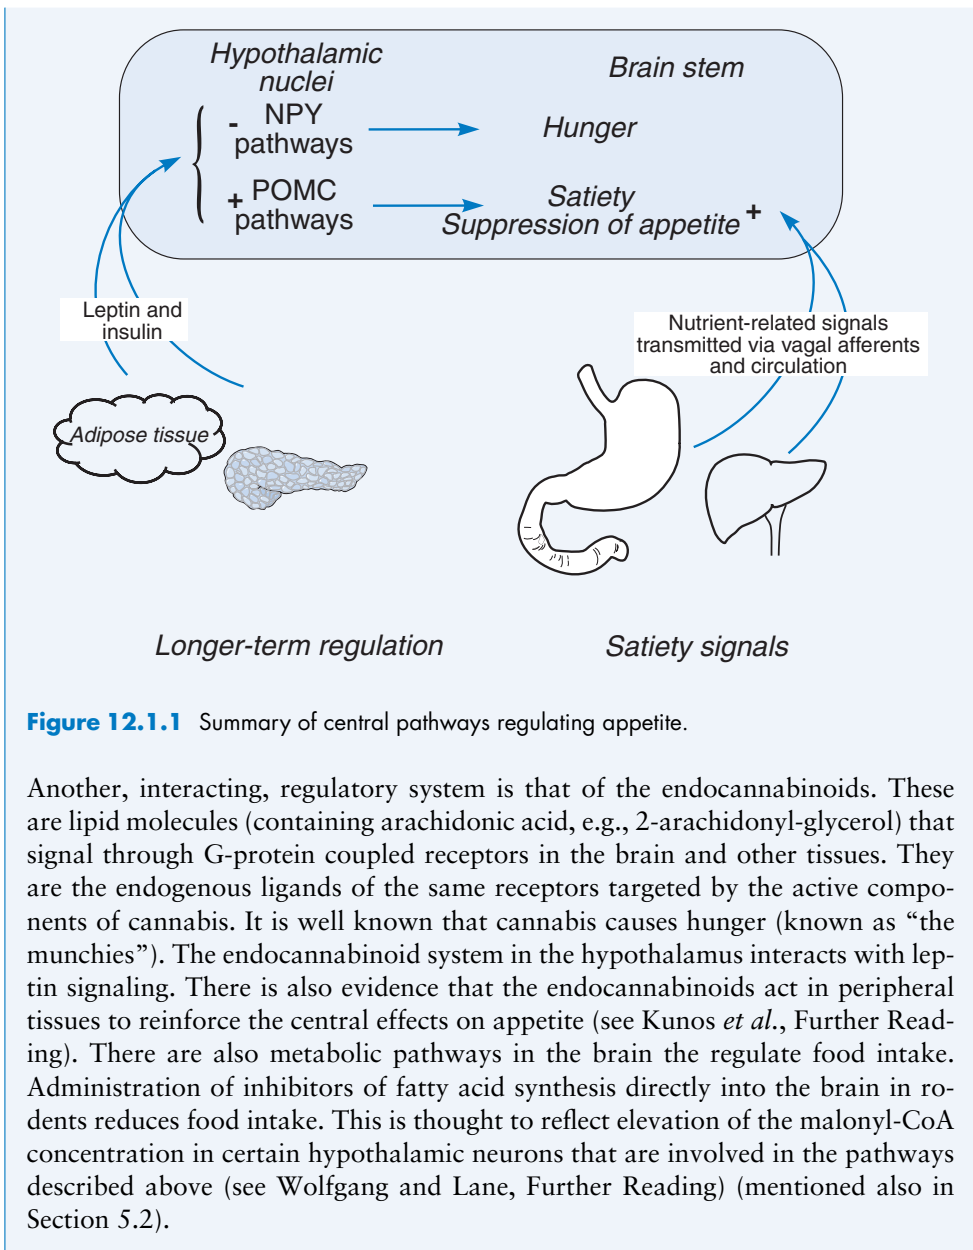 Hypothalamic
nuclei
Brain stem
- NPY
pathways
Hunger
+ POMC
pathways
Satiety
Suppression of appetite +
Leptin and
insulin
Nutrient-related signals
transmitted via vagal afferents
and circulation
Adipose tissue
Longer-term regulation
Satiety signals
Figure 12.1.1 Summary of central pathways regulating appetite.
Another, interacting, regulatory system is that of the endocannabinoids. These
are lipid molecules (containing arachidonic acid, e.g., 2-arachidonyl-glycerol) that
signal through G-protein coupled receptors in the brain and other tissues. They
are the endogenous ligands of the same receptors targeted by the active compo-
nents of cannabis. It is well known that cannabis causes hunger (known as “the
munchies”). The endocannabinoid system in the hypothalamus interacts with lep-
tin signaling. There is also evidence that the endocannabinoids act in peripheral
tissues to reinforce the central effects on appetite (see Kunos et al., Further Read-
ing). There are also metabolic pathways in the brain the regulate food intake.
Administration of inhibitors of fatty acid synthesis directly into the brain in ro-
dents reduces food intake. This is thought to reflect elevation of the malonyl-CoA
concentration in certain hypothalamic neurons that are involved in the pathways
described above (see Wolfgang and Lane, Further Reading) (mentioned also in
Section 5.2).